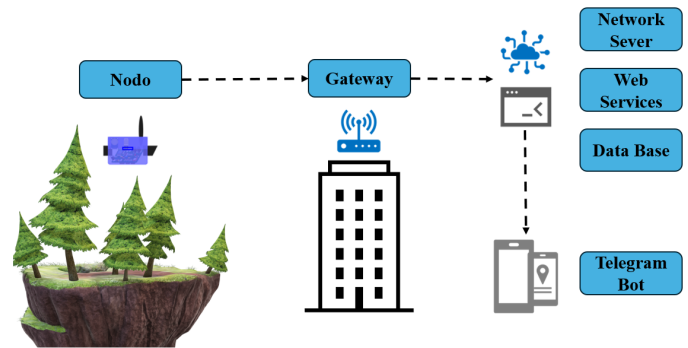 Nodo
Gateway
Network
Sever
Web
Services
Data Base
Telegram
Bot